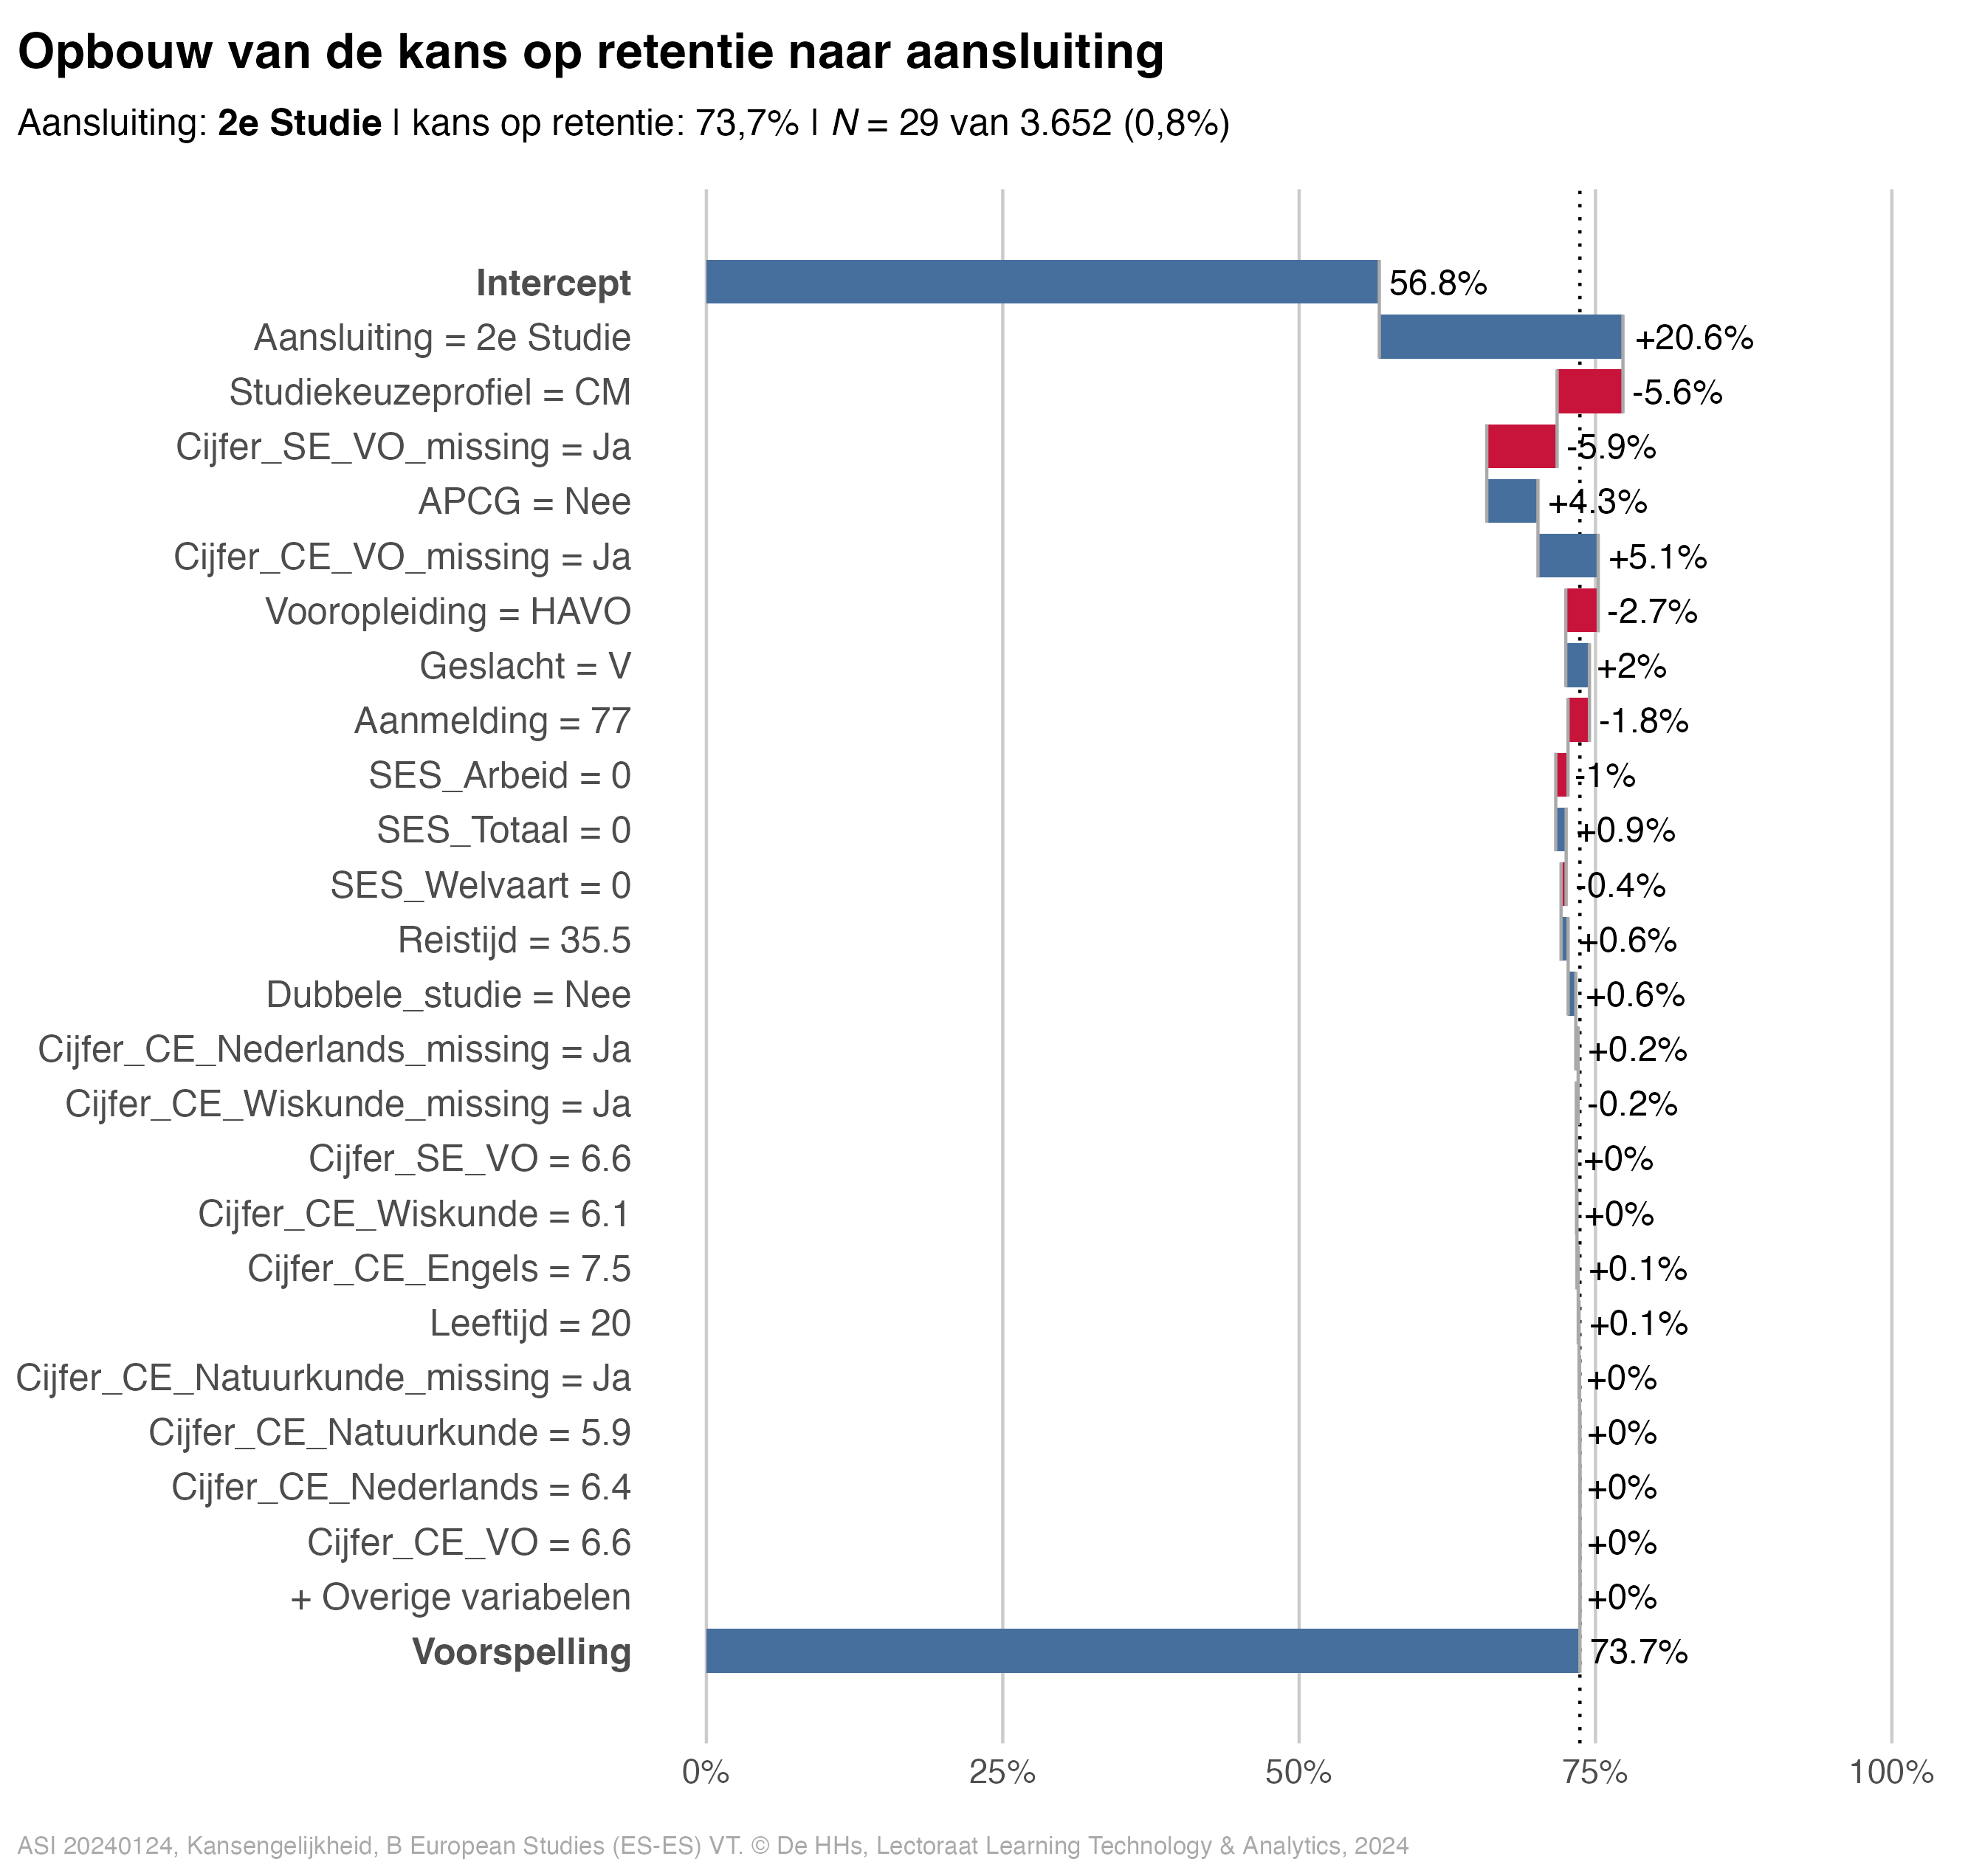 Opbouw van de kans op retentie naar aansluiting
Aansluiting: 2e Studie | kans op retentie: 73,7% | N = 29 van 3.652 (0,8%)
Intercept 56.8%
Aansluiting = 2e Studie +20.6%
Studiekeuzeprofiel = CM -5.6%
Cijfer_SE_VO_missing = Ja -5.9%
APCG = Nee +4.3%
Cijfer_CE_VO_missing = Ja +5.1%
Vooropleiding = HAVO -2.7%
Geslacht = V +2%
Aanmelding = 77 -1.8%
SES_Arbeid = 0 -1%
SES_Totaal = 0 +0.9%
SES_Welvaart = 0 -0.4%
Reistijd = 35.5 +0.6%
Dubbele_studie = Nee +0.6%
Cijfer_CE_Nederlands_missing = Ja +0.2%
Cijfer_CE_Wiskunde_missing = Ja -0.2%
Cijfer_SE_VO = 6.6 +0%
Cijfer_CE_Wiskunde = 6.1 +0%
Cijfer_CE_Engels = 7.5 +0.1%
Leeftijd = 20 +0.1%
Cijfer_CE_Natuurkunde_missing = Ja +0%
Cijfer_CE_Natuurkunde = 5.9 +0%
Cijfer_CE_Nederlands = 6.4 +0%
Cijfer_CE_VO = 6.6 +0%
+ Overige variabelen +0%
Voorspelling 73.7%
0% 25% 50% 75% 100%
ASI 20240124, Kansengelijkheid, B European Studies (ES-ES) VT. © De HHs, Lectoraat Learning Technology & Analytics, 2024